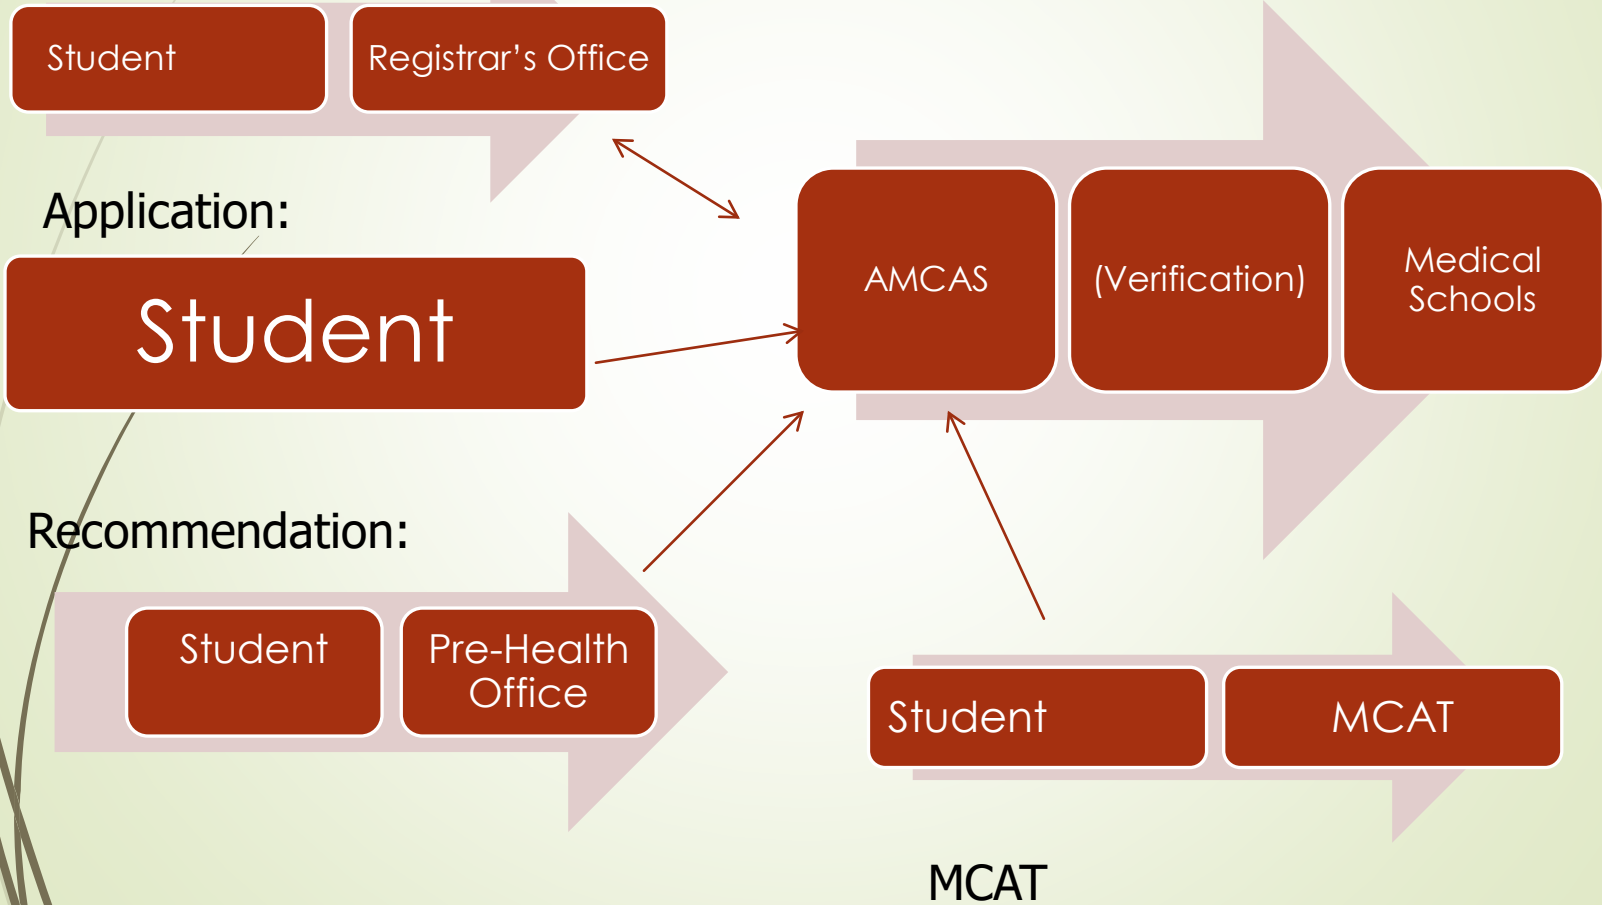 Student
Registrar’s Office
Application:
Student
AMCAS
(Verification)
Medical
Schools
Recommendation:
Student
Pre-Health
Office
Student
MCAT
MCAT